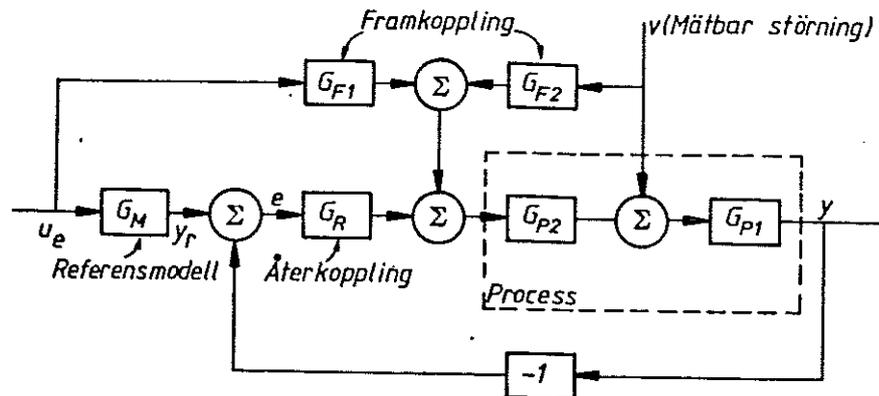 Framkoppling
v(Mätbar störning)
G_F1
Σ
G_F2
G_M
Σ
e
G_R
Σ
G_P2
Σ
G_P1
y
u_e
y_r
Referensmodell
Återkoppling
Process
-1